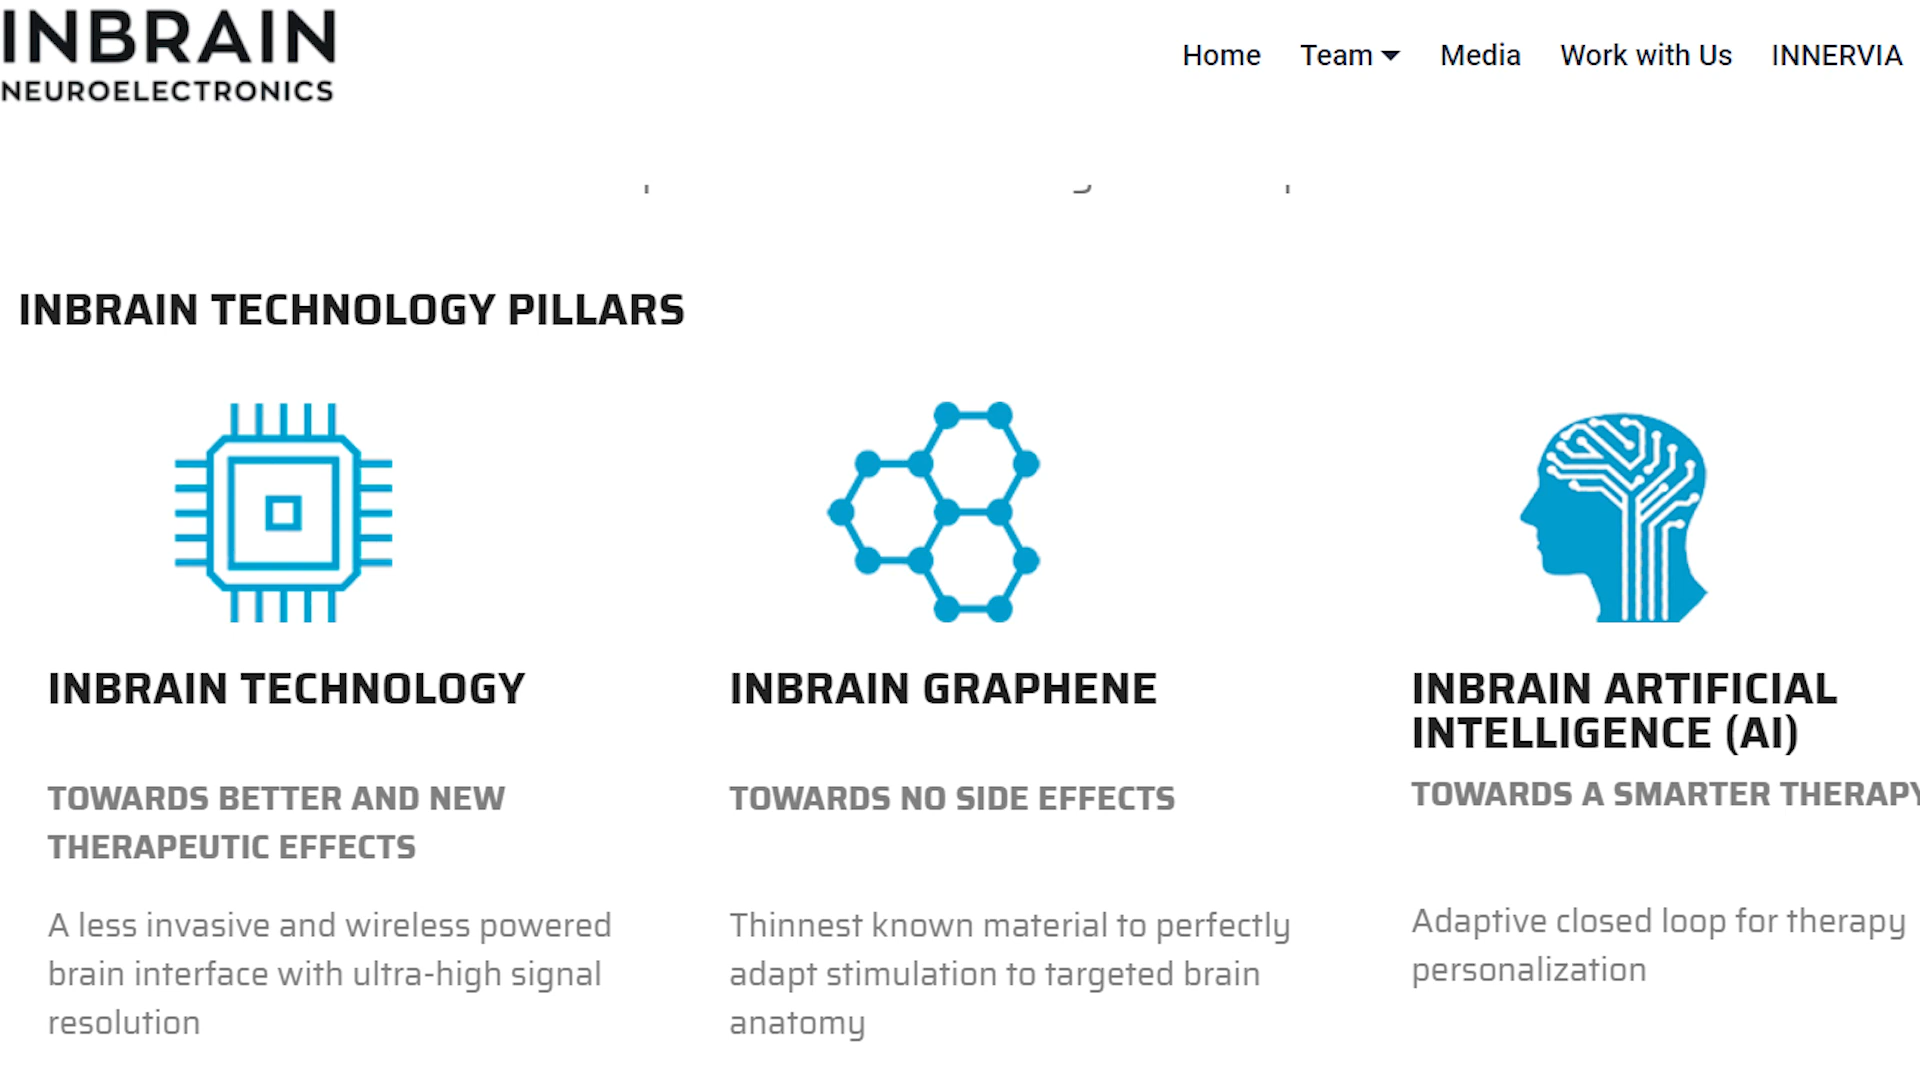 INBRAIN
NEUROELECTRONICS
Home Team Media Work with Us INNERVIA
INBRAIN TECHNOLOGY PILLARS
INBRAIN TECHNOLOGY
TOWARDS BETTER AND NEW
THERAPEUTIC EFFECTS
A less invasive and wireless powered
brain interface with ultra-high signal
resolution
INBRAIN GRAPHENE
TOWARDS NO SIDE EFFECTS
Thinnest known material to perfectly
adapt stimulation to targeted brain
anatomy
INBRAIN ARTIFICIAL
INTELLIGENCE (AI)
TOWARDS A SMARTER THERAPY
Adaptive closed loop for therapy
personalization